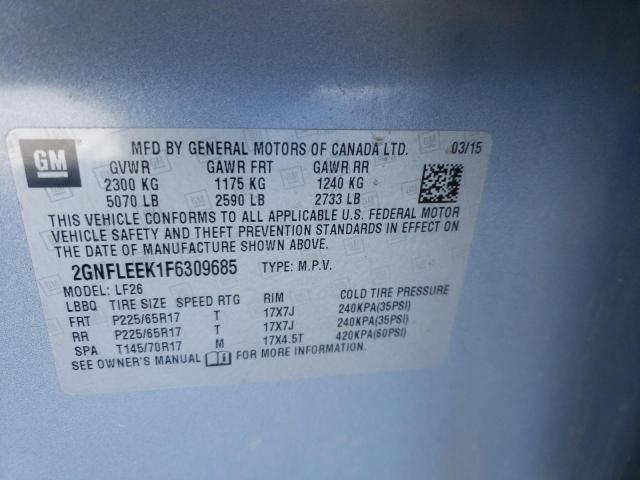 GM
MFD BY GENERAL MOTORS OF CANADA LTD. 03/15
GVWR GAWR FRT GAWR RR
2300 KG 1175 KG 1240 KG
5070 LB 2590 LB 2733 LB
THIS VEHICLE CONFORMS TO ALL APPLICABLE U.S. FEDERAL MOTOR
VEHICLE SAFETY AND THEFT PREVENTION STANDARDS IN EFFECT ON
THE DATE OF MANUFACTURE SHOWN ABOVE.
2GNFLEEK1F6309685 TYPE: M.P.V.
MODEL: LF26
LBBQ TIRE SIZE SPEED RTG RIM COLD TIRE PRESSURE
FRT P225/65R17 T 17X7J 240KPA(35PSI)
RR P225/65R17 T 17X7J 240KPA(35PSI)
SPA T145/70R17 M 17X4.5T 420KPA(60PSI)
SEE OWNER'S MANUAL FOR MORE INFORMATION.